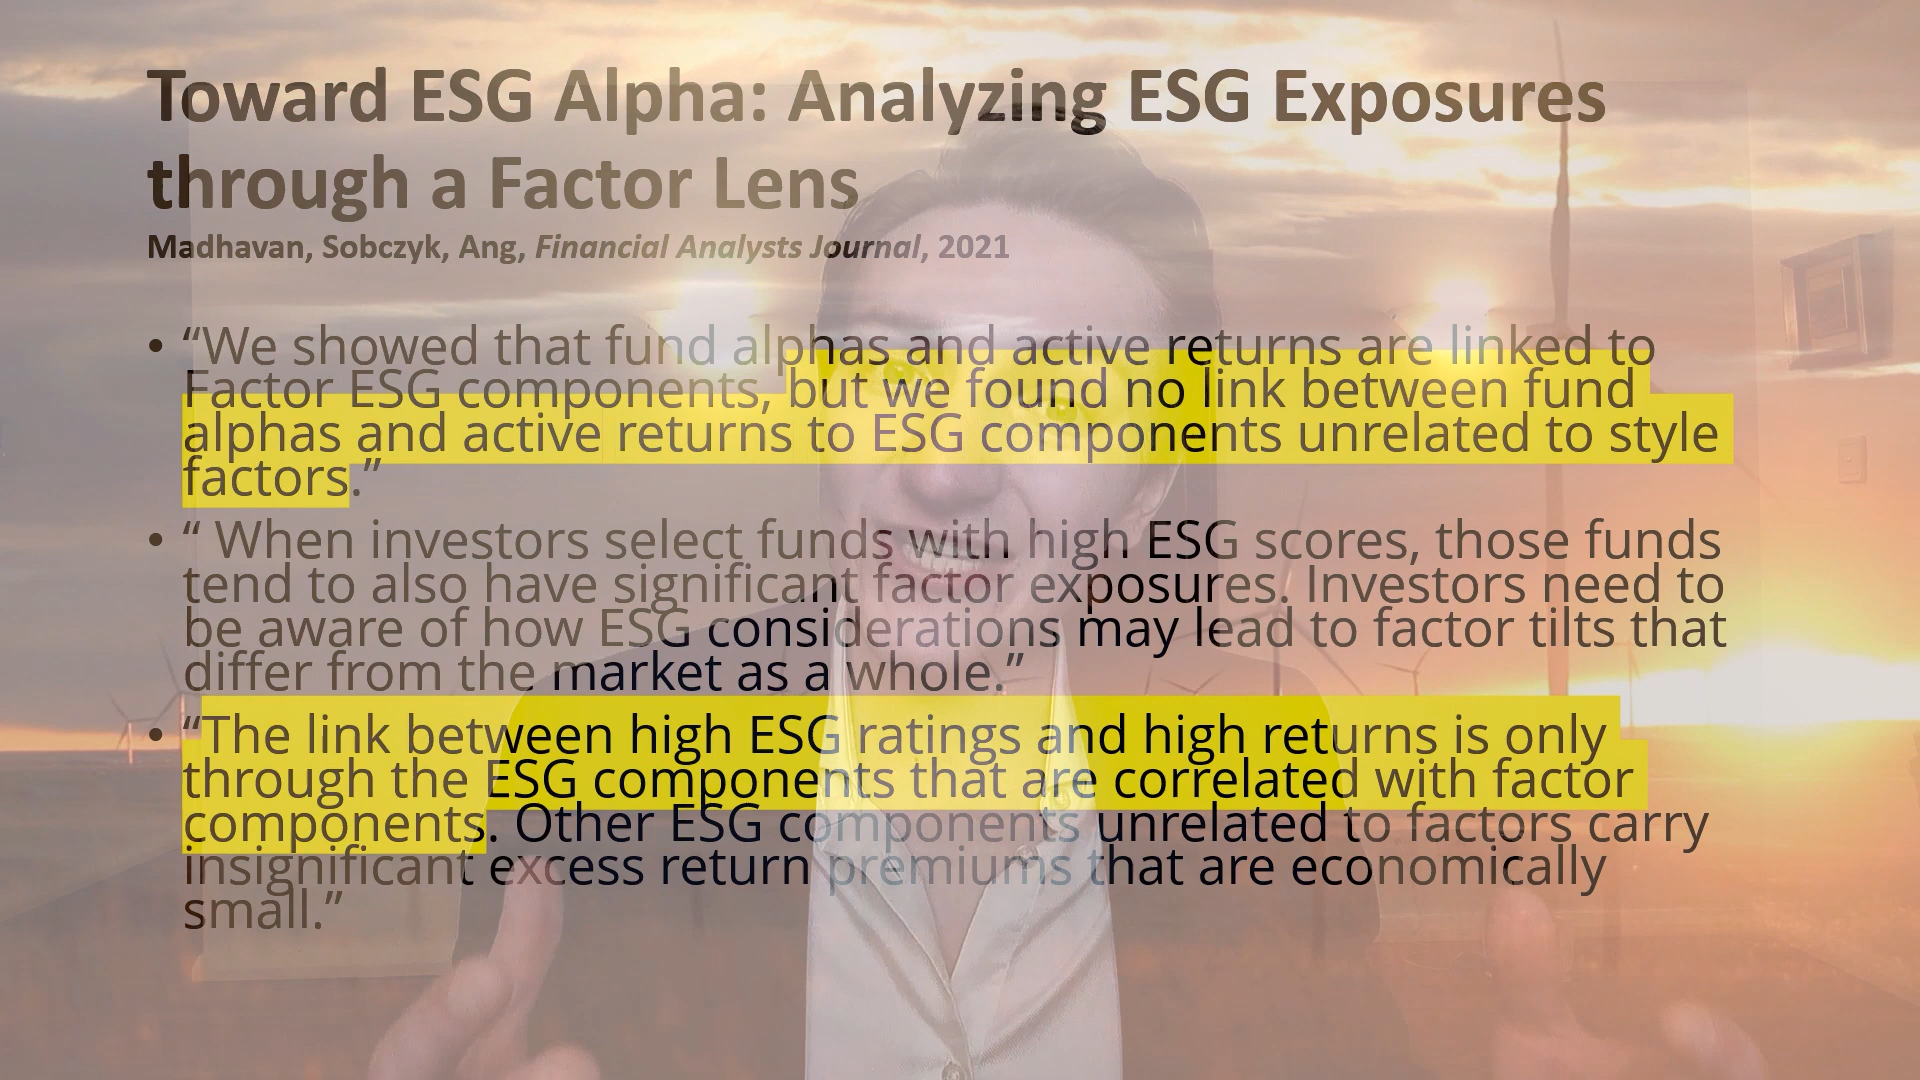 Toward ESG Alpha: Analyzing ESG Exposures
through a Factor Lens
Madhavan, Sobczyk, Ang, Financial Analysts Journal, 2021
• “We showed that fund alphas and active returns are linked to
Factor ESG components, but we found no link between fund
alphas and active returns to ESG components unrelated to style
factors.”
• “ When investors select funds with high ESG scores, those funds
tend to also have significant factor exposures. Investors need to
be aware of how ESG considerations may lead to factor tilts that
differ from the market as a whole.”
• “The link between high ESG ratings and high returns is only
through the ESG components that are correlated with factor
components. Other ESG components unrelated to factors carry
insignificant excess return premiums that are economically
small.”